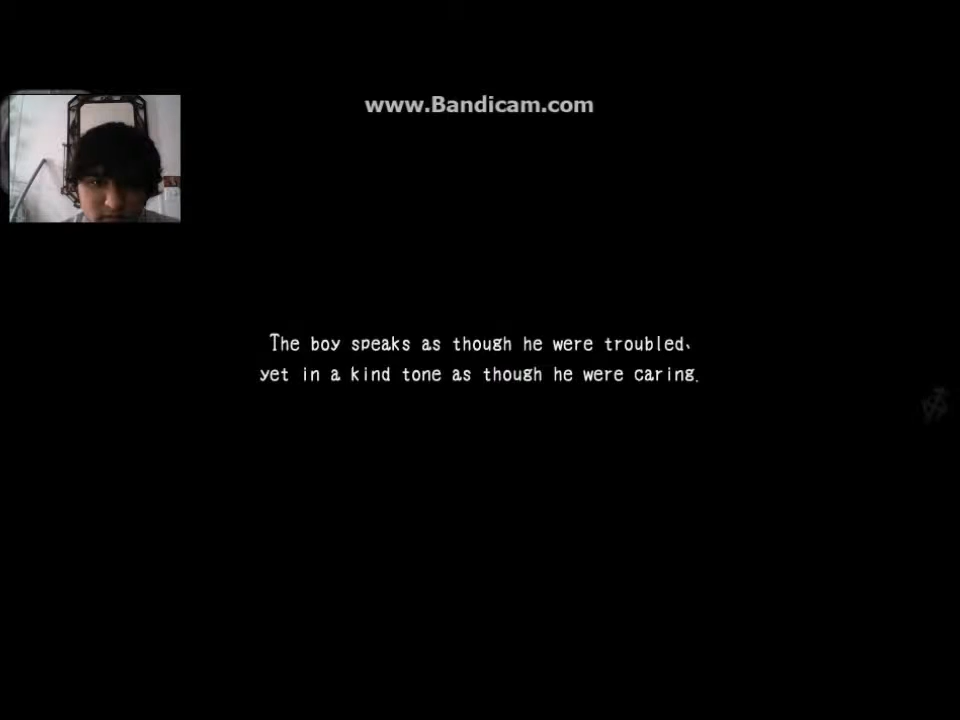 www.Bandicam.com
The boy speaks as though he were troubled、
yet in a kind tone as though he were caring.